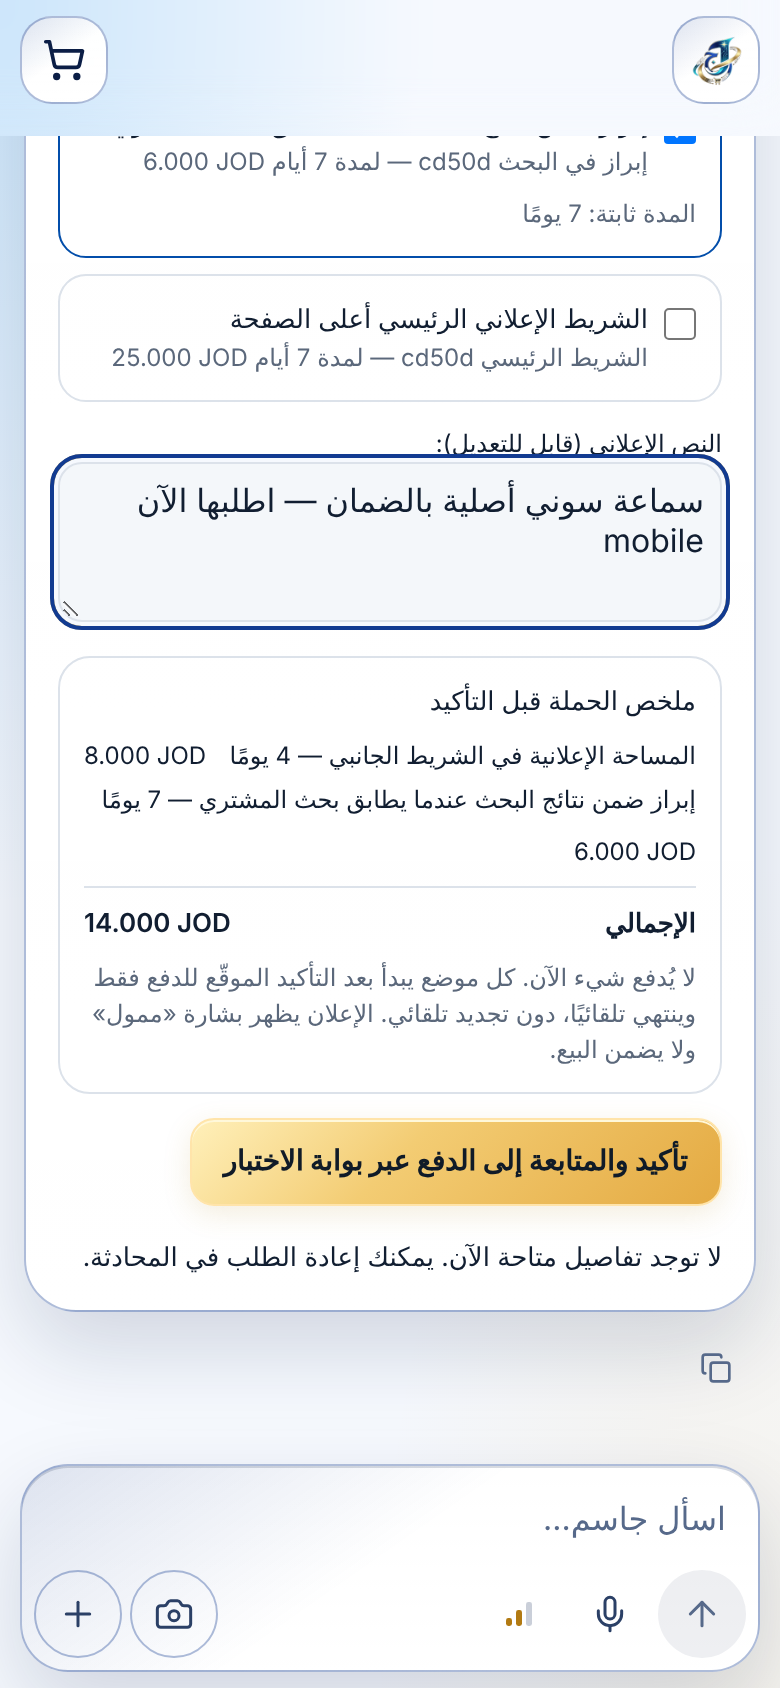 إبراز في البحث cd50d — لمدة 7 أيام 6.000 JOD
المدة ثابتة: 7 يومًا
الشريط الإعلاني الرئيسي أعلى الصفحة
الشريط الرئيسي cd50d — لمدة 7 أيام 25.000 JOD
النص الإعلاني (قابل للتعديل):
سماعة سوني أصلية بالضمان — اطلبها الآن
mobile
ملخص الحملة قبل التأكيد
المساحة الإعلانية في الشريط الجانبي — 4 يومًا 8.000 JOD
إبراز ضمن نتائج البحث عندما يطابق بحث المشتري — 7 يومًا
6.000 JOD
الإجمالي 14.000 JOD
لا يُدفع شيء الآن. كل موضع يبدأ بعد التأكيد الموقّع للدفع فقط
وينتهي تلقائيًا، دون تجديد تلقائي. الإعلان يظهر بشارة «ممول»
ولا يضمن البيع.
تأكيد والمتابعة إلى الدفع عبر بوابة الاختبار
لا توجد تفاصيل متاحة الآن. يمكنك إعادة الطلب في المحادثة.
اسأل جاسم...